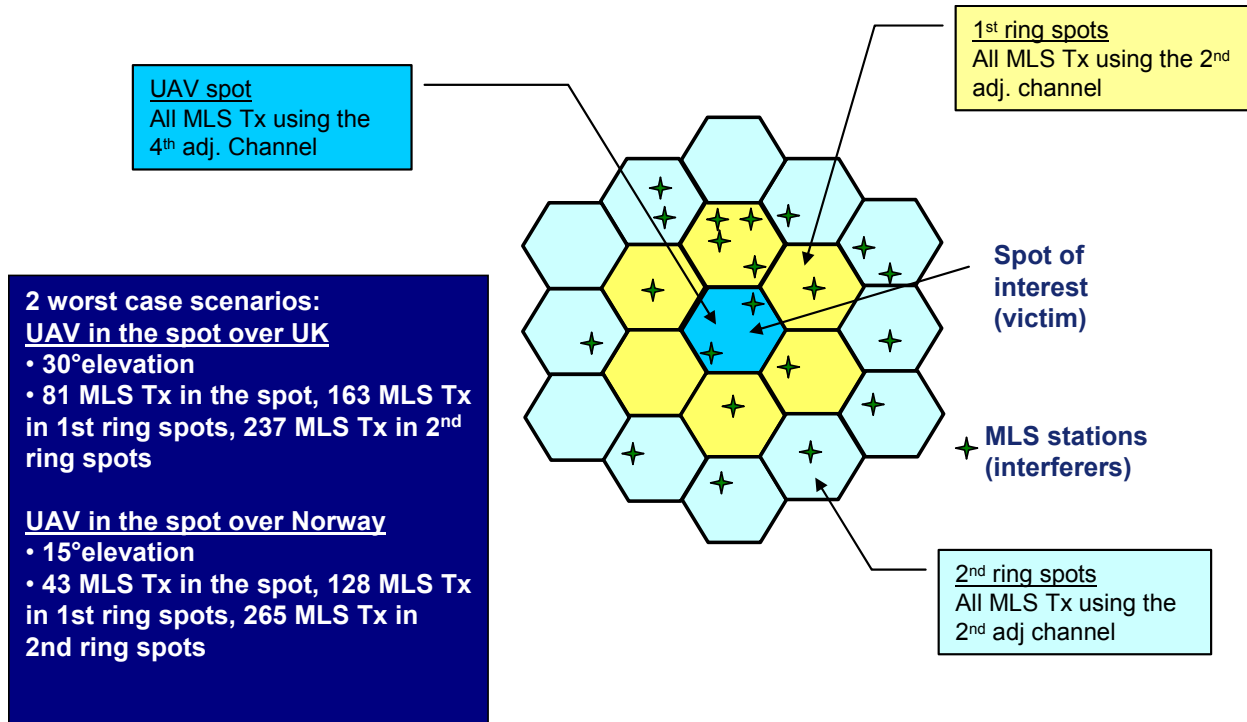 1st ring spots
All MLS Tx using the 2nd
adj. channel
UAV spot
All MLS Tx using the
4th adj. Channel
Spot of
interest
(victim)
2 worst case scenarios:
UAV in the spot over UK
• 30°elevation
• 81 MLS Tx in the spot, 163 MLS Tx
in 1st ring spots, 237 MLS Tx in 2nd
ring spots
UAV in the spot over Norway
• 15°elevation
• 43 MLS Tx in the spot, 128 MLS Tx
in 1st ring spots, 265 MLS Tx in
2nd ring spots
MLS stations
(interferers)
2nd ring spots
All MLS Tx using the
2nd adj channel